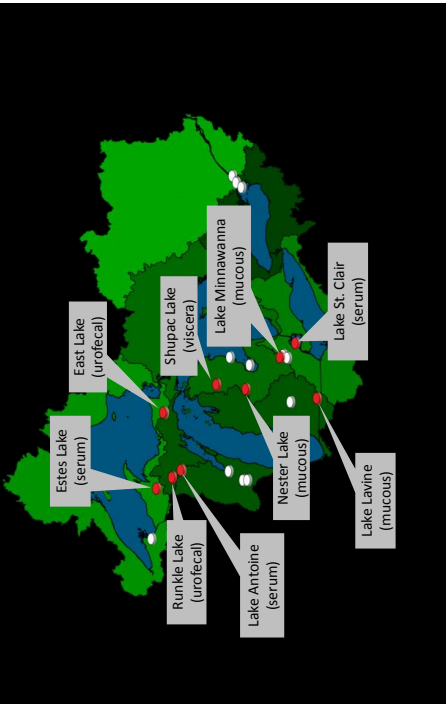 Estes Lake
(serum)
East Lake
(urofecal)
Shupac Lake
(viscera)
Lake Minnawanna
(mucous)
Runkle Lake
(urofecal)
Lake Antoine
(serum)
Nester Lake
(mucous)
Lake Lavine
(mucous)
Lake St. Clair
(serum)